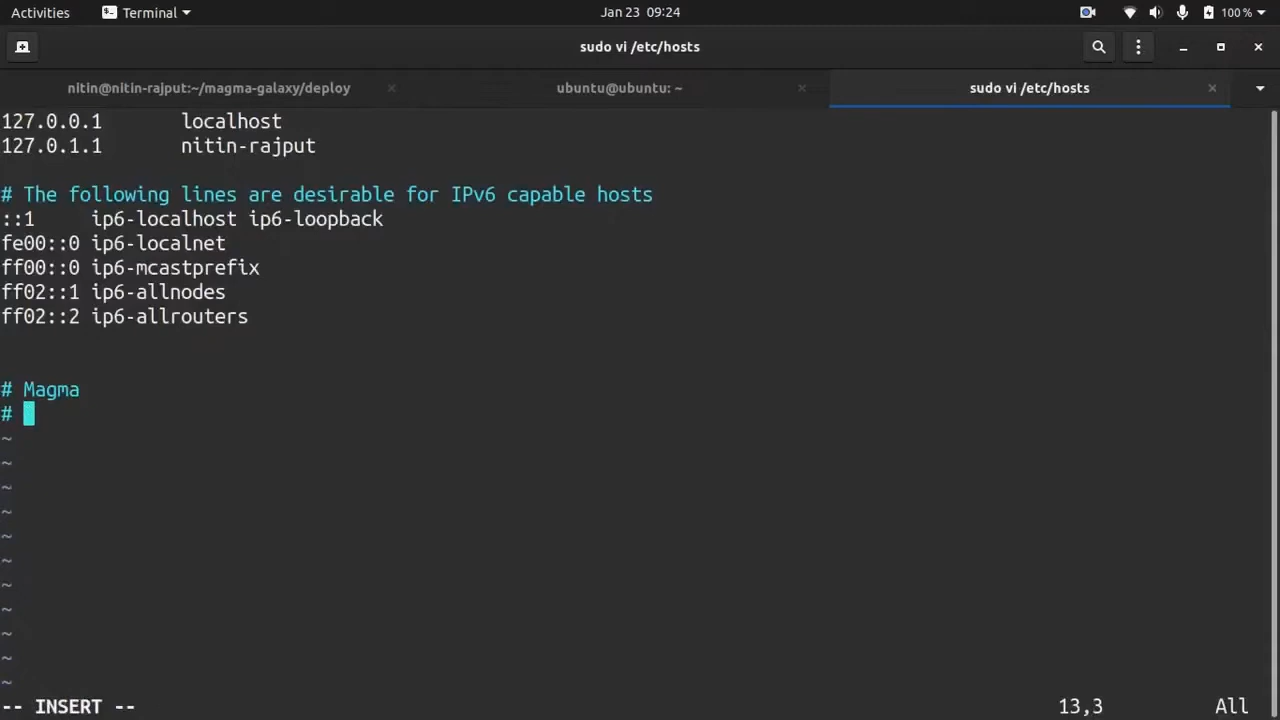 Activities Terminal Jan 23 09:24 100 %
sudo vi /etc/hosts
nitin@nitin-rajput:~/magma-galaxy/deploy ubuntu@ubuntu: ~ sudo vi /etc/hosts
127.0.0.1 localhost
127.0.1.1 nitin-rajput
# The following lines are desirable for IPv6 capable hosts
::1 ip6-localhost ip6-loopback
fe00::0 ip6-localnet
ff00::0 ip6-mcastprefix
ff02::1 ip6-allnodes
ff02::2 ip6-allrouters
# Magma
#
~
~
~
~
~
~
~
~
~
~
~
-- INSERT -- 13,3 All